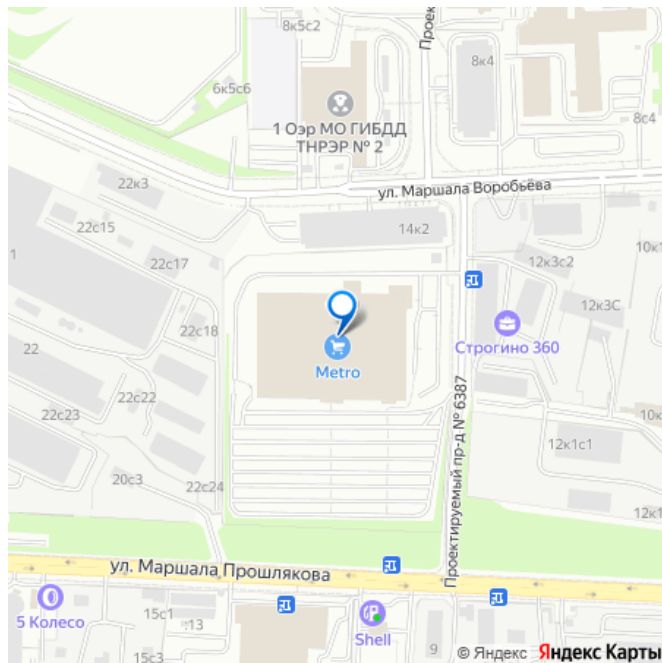 8к5с2
Проек
8к4
6к5с6
1 Оэр МО ГИБДД
ТНРЭР № 2
8с4
22к3
ул. Маршала Воробьёва
22с15
14к2
10к1
1
22с17
12к3с2
12к3С
22с18
Строгино 360
22
Metro
22с22
22с23
10к
12к1с1
20с3
22с24
Проектируемый пр-д № 6387
12к1
ул. Маршала Прошлякова
5 Колесо
15с1
13
Shell
15с3
9
© Яндекс Яндекс Карты